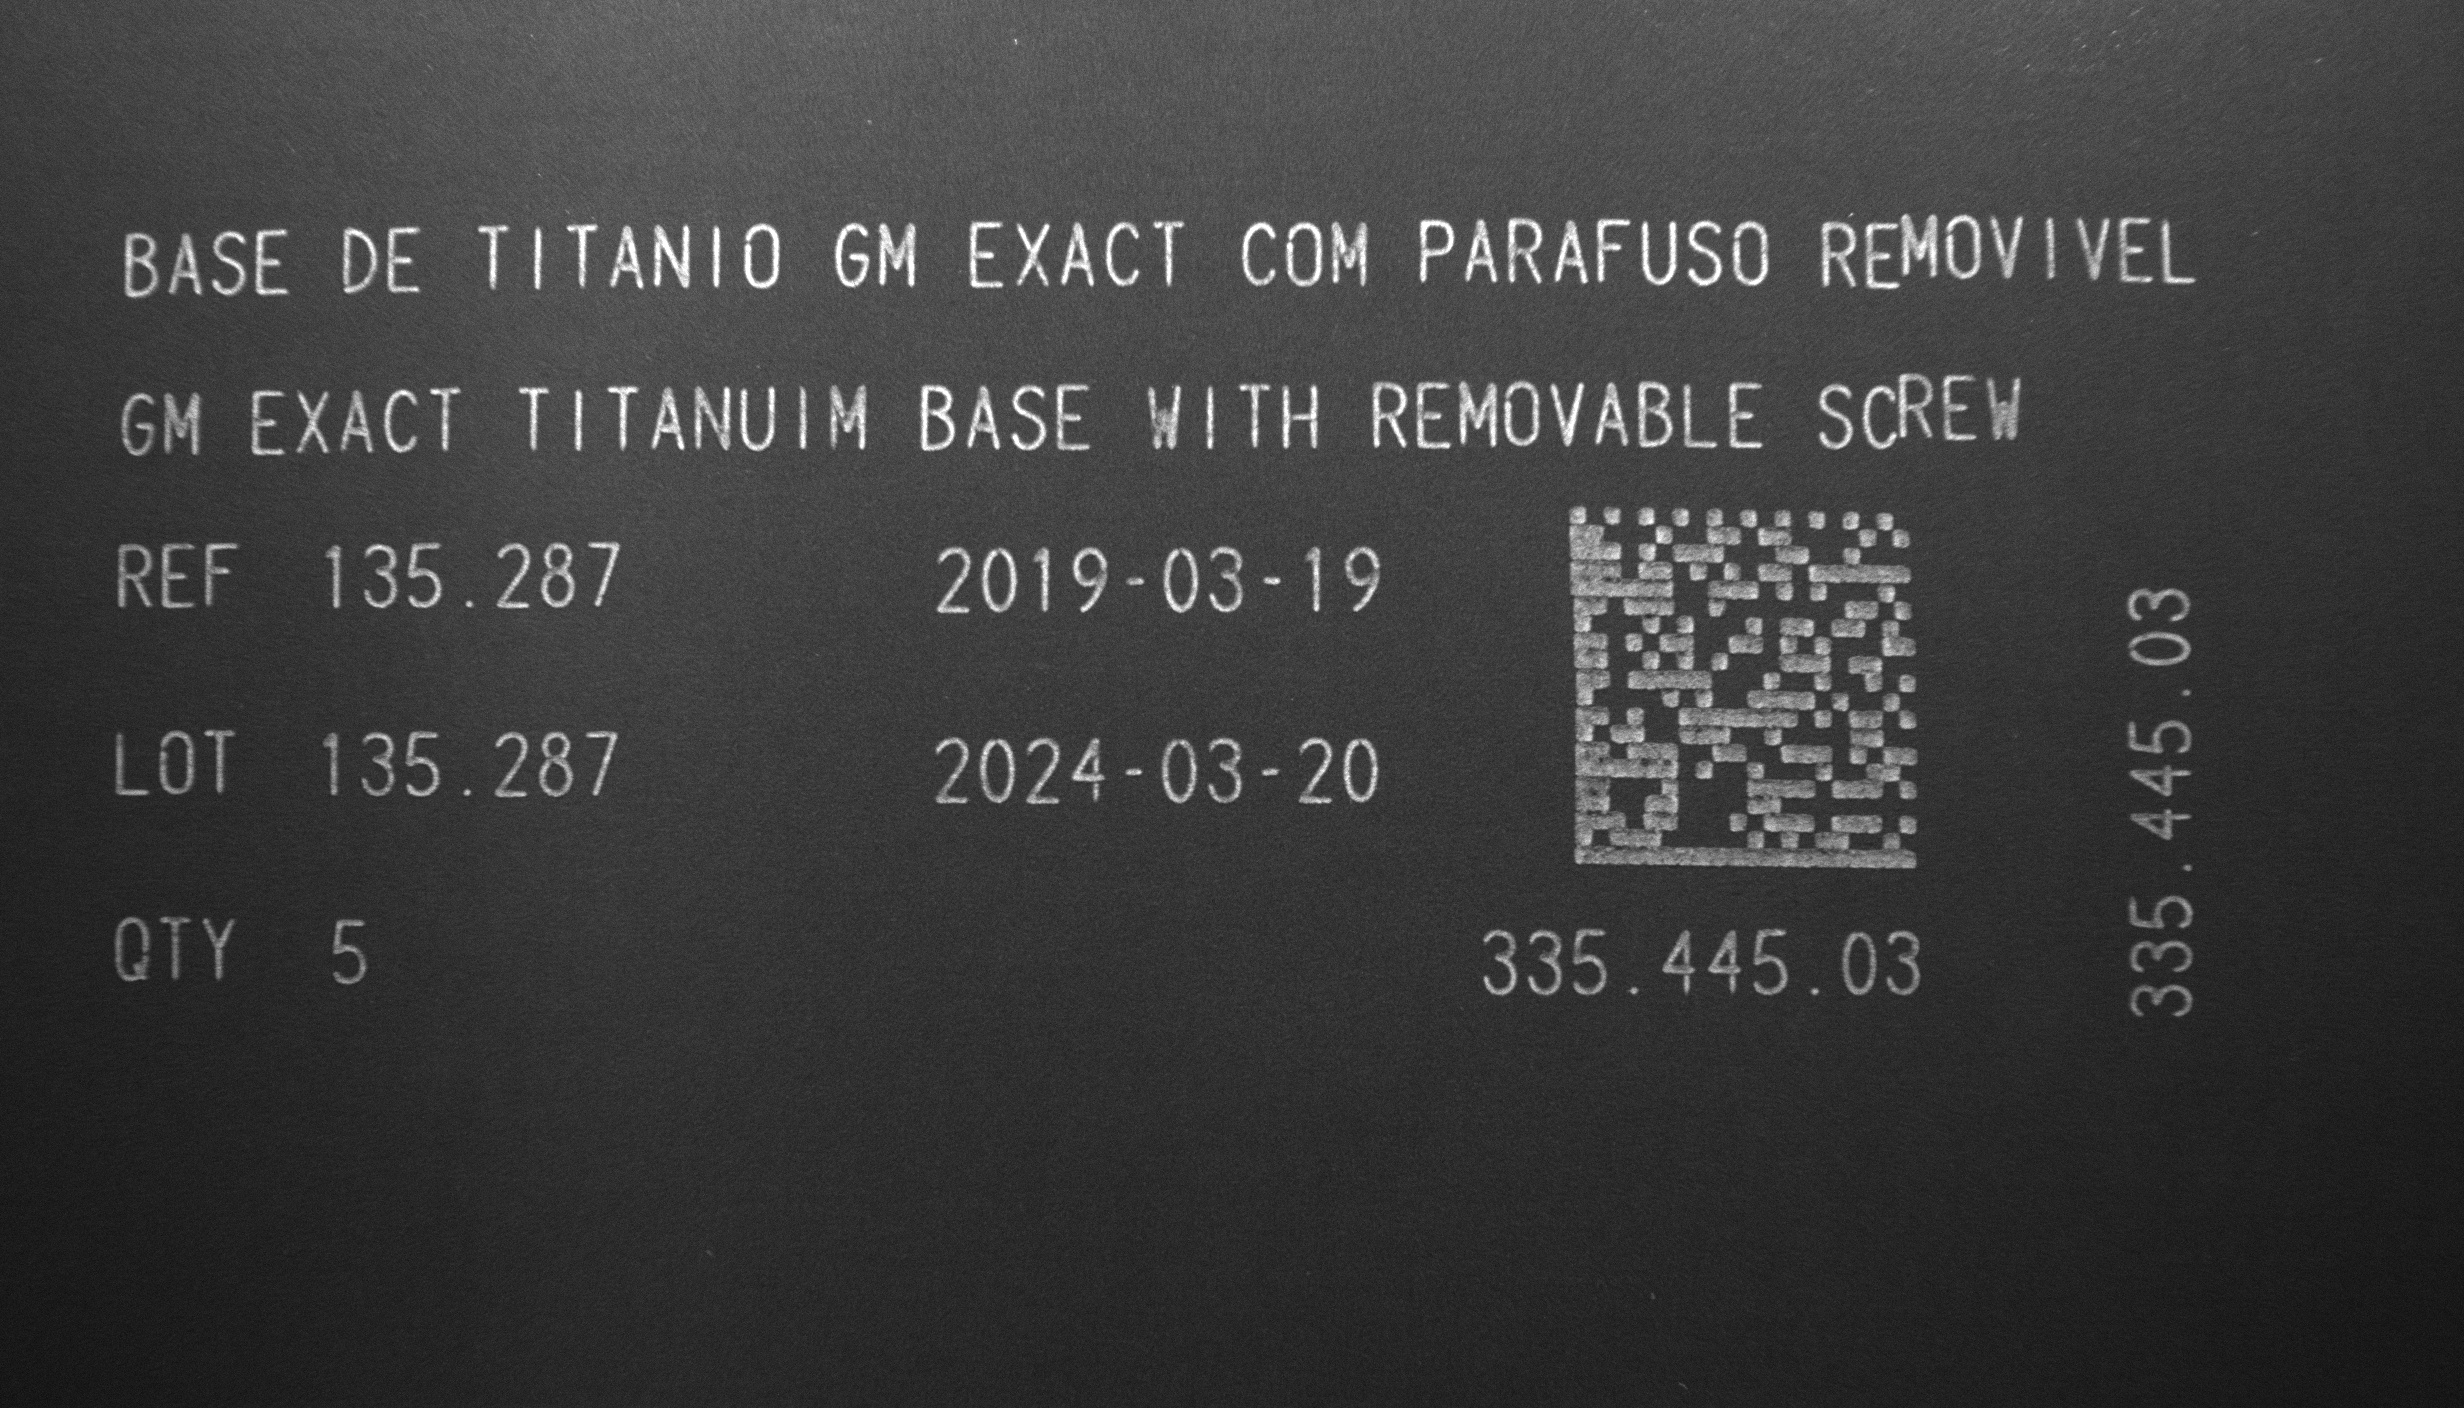 BASE DE TITANIO GM EXACT COM PARAFUSO REMOVIVEL
GM EXACT TITANUIM BASE WITH REMOVABLE SCREW
REF 135.287 2019-03-19
LOT 135.287 2024-03-20
QTY 5
335.445.03
335.445.03